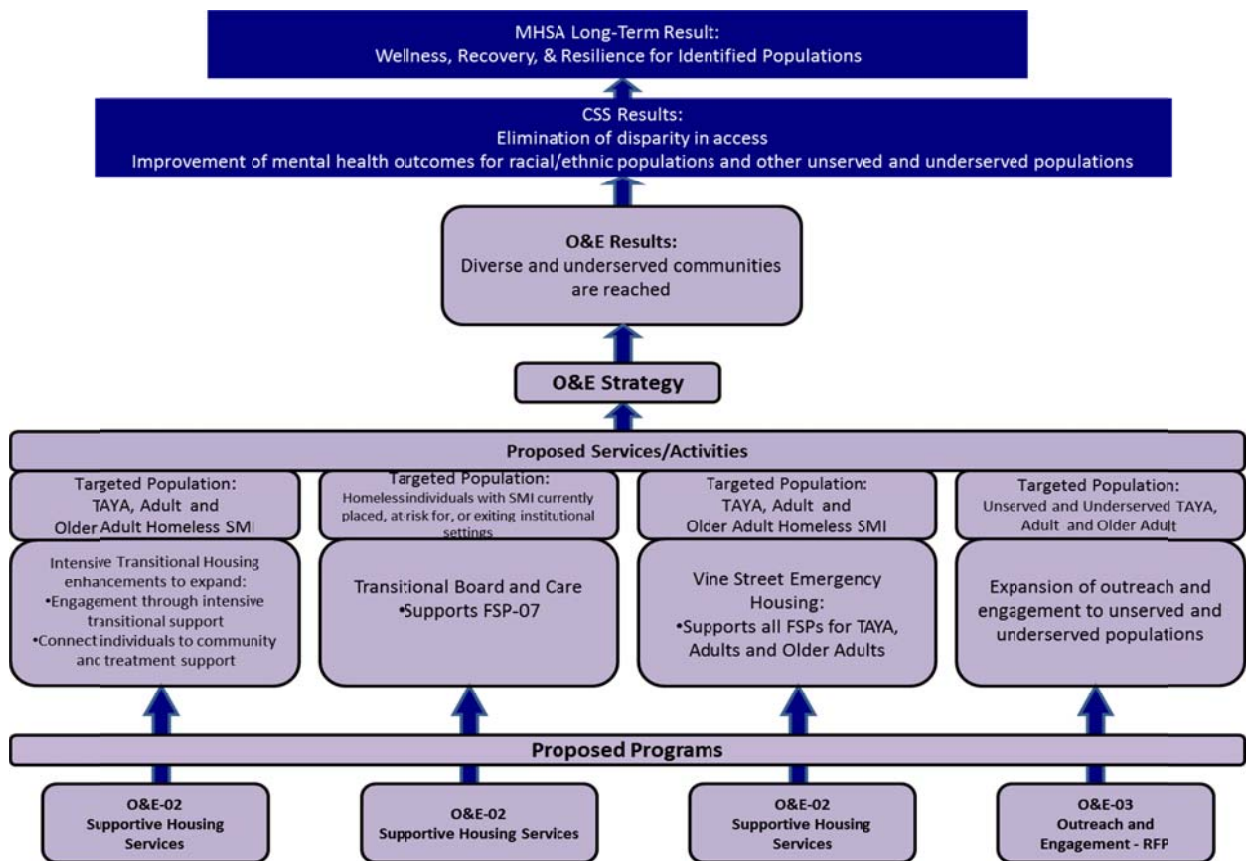 MHSA Long-Term Result:
Wellness, Recovery, & Resilience for Identified Populations
CSS Results:
Elimination of disparity in access
Improvement of mental health outcomes for racial/ethnic populations and other unserved and underserved populations
O&E Results:
Diverse and underserved communities
are reached
O&E Strategy
Proposed Services/Activities
Targeted Population:
TAYA, Adult and
Older Adult Homeless SMI
Targeted Population:
Homelessindividuals with SMI currently
placed, at risk for, or exiting institutional
settings
Targeted Population:
TAYA, Adult and
Older Adult Homeless SMI
Targeted Population:
Unserved and Underserved TAYA,
Adult and Older Adult
Intensive Transitional Housing
enhancements to expand:
•Engagement through intensive
transitional support
•Connect individuals to community
and treatment support
Transitional Board and Care
•Supports FSP-07
Vine Street Emergency
Housing:
•Supports all FSPs for TAYA,
Adults and Older Adults
Expansion of outreach and
engagement to unserved and
underserved populations
Proposed Programs
O&E-02
Supportive Housing
Services
O&E-02
Supportive Housing Services
O&E-02
Supportive Housing
Services
O&E-03
Outreach and
Engagement - RFP